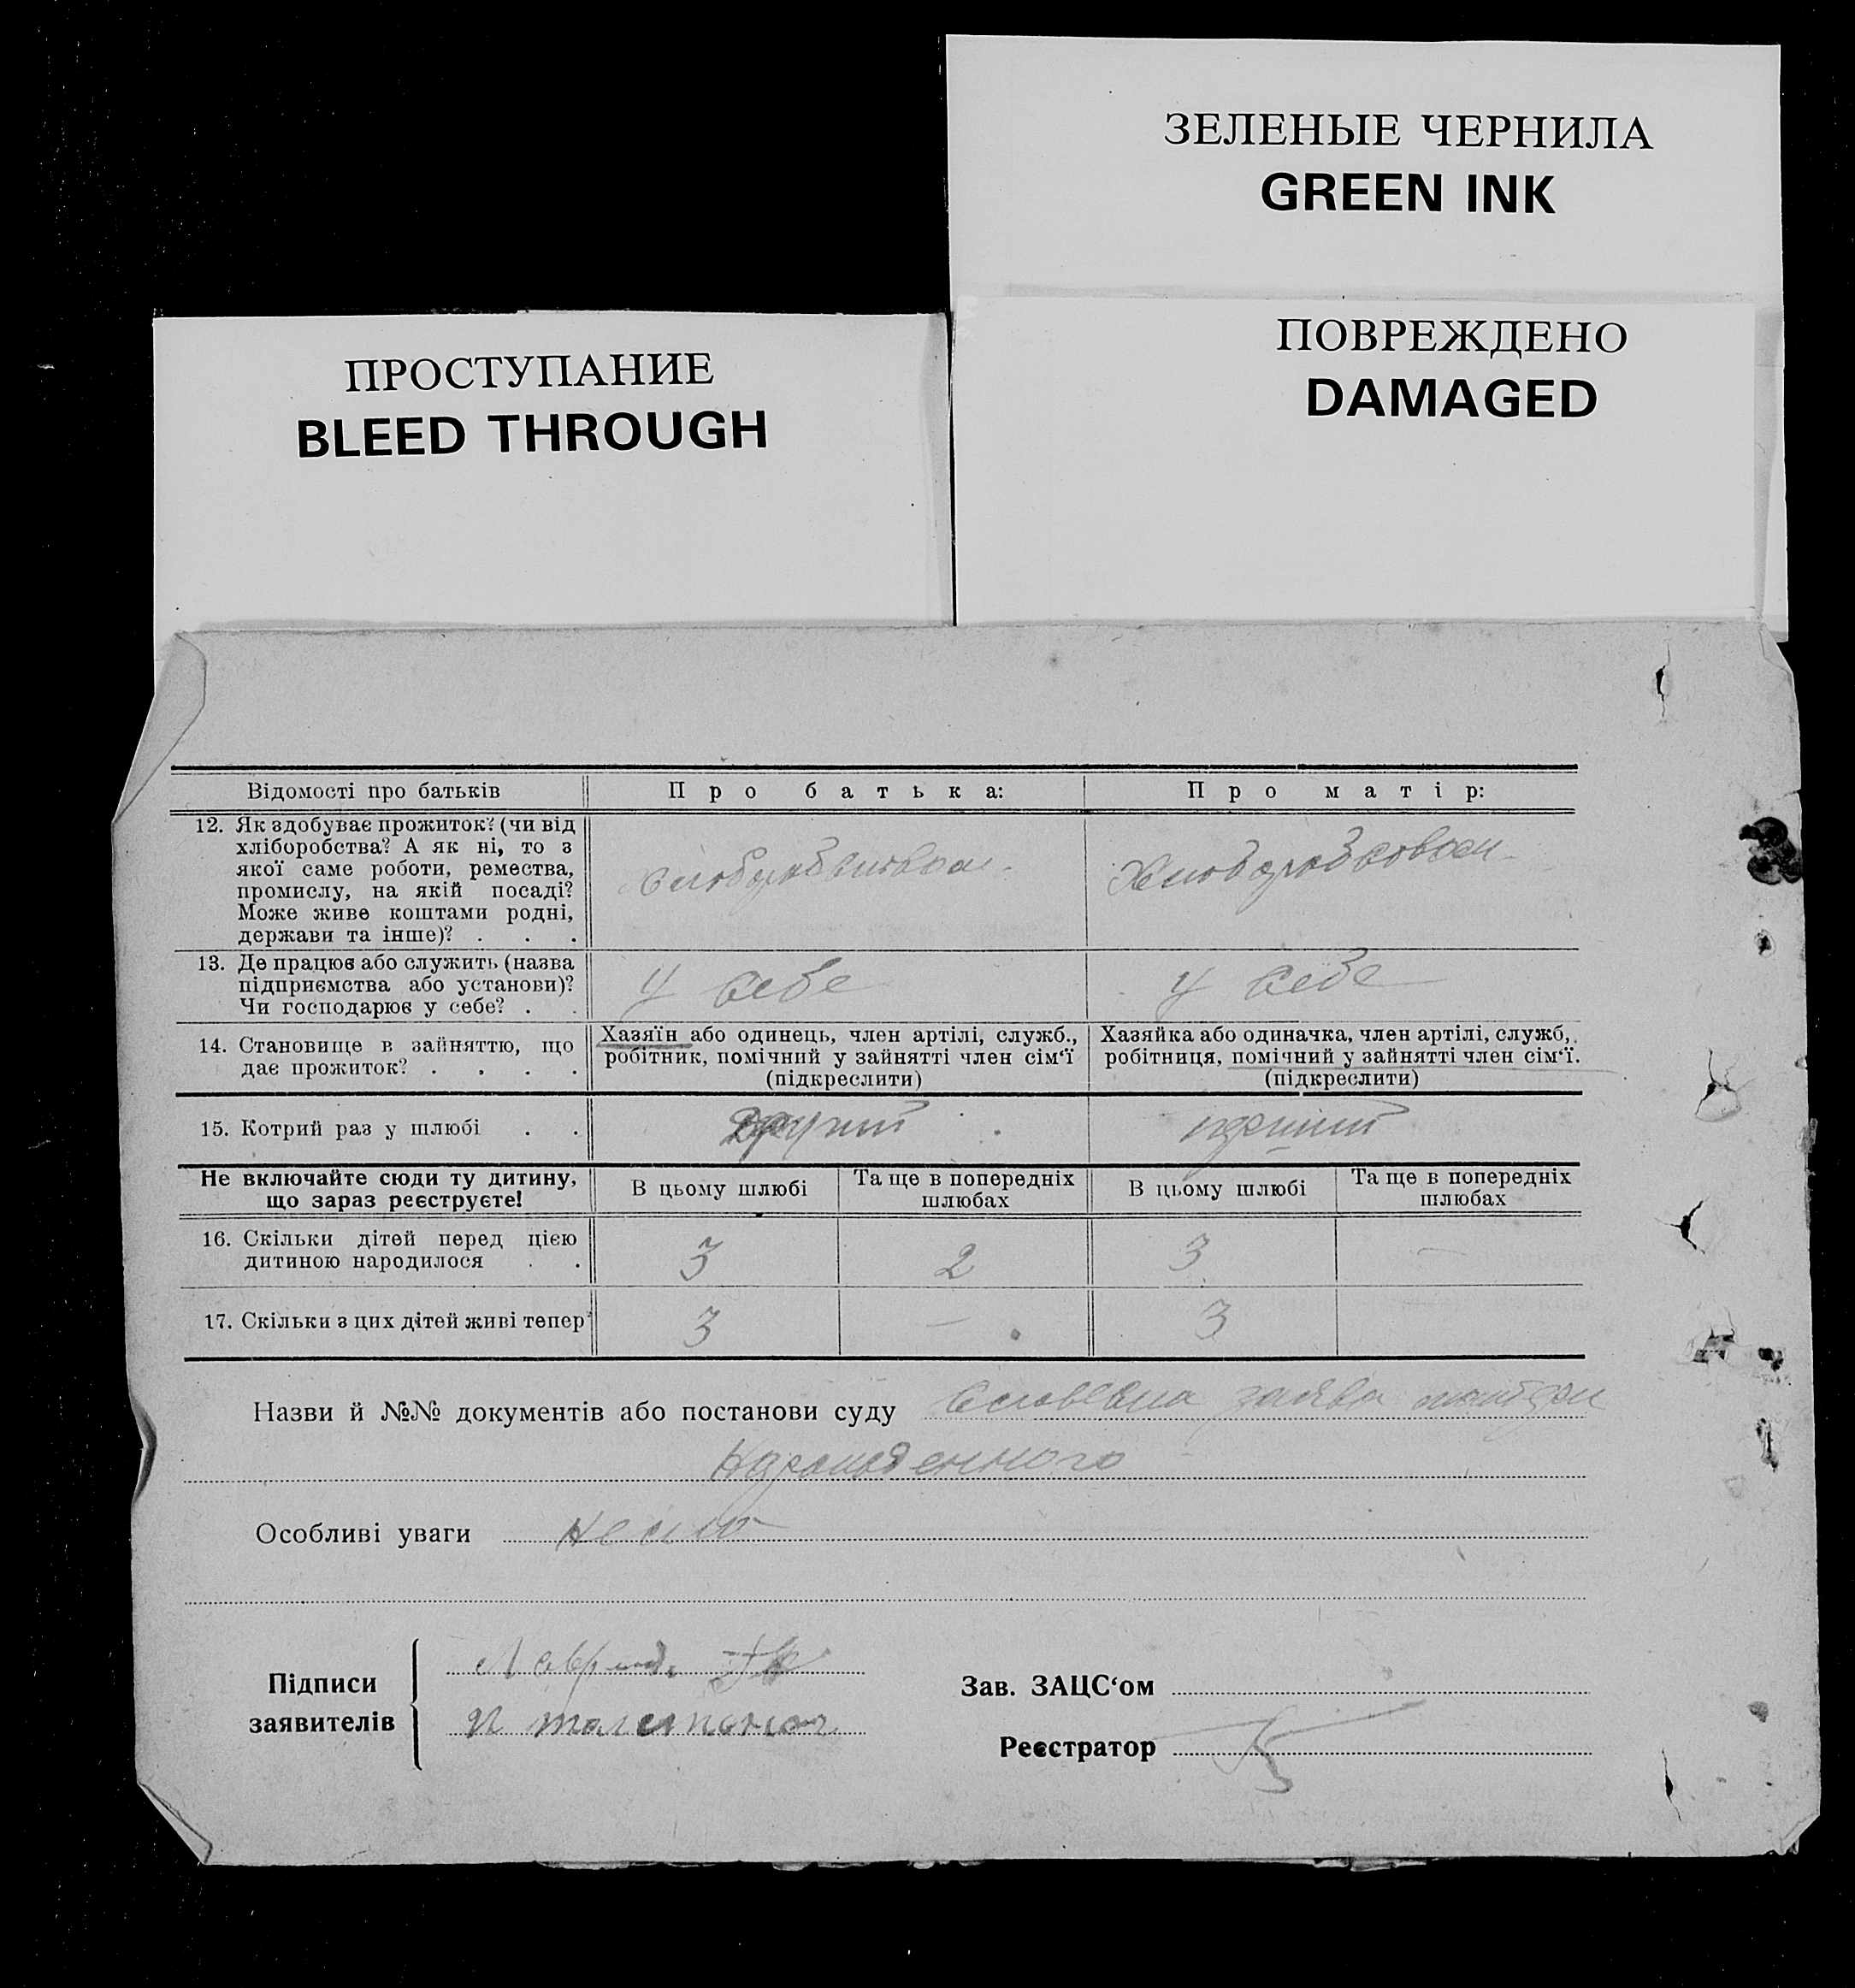 ЗЕЛЕНЫЕ ЧЕРНИЛА
GREEN INK
ПОВРЕЖДЕНО
DAMAGED
ПРОСТУПАНИЕ
BLEED THROUGH
Відомості про батьків
Про батька:
Про матір:
12. Як здобуває прожиток? (чи від
хліборобства? А як ні, то з
якої саме роботи, ремества,
промислу, на якій посаді?
Може живе коштами родні,
держави та інше)? . . .
13. Де працює або служить (назва
підприємства або установи)?
Чи господарює у себе? . .
У себе
У себе
14. Становище в зайняттю, що
дає прожиток? . . . .
Хазяїн або одинець, член артілі, служб.,
робітник, помічний у зайнятті член сім‘ї
(підкреслити)
Хазяйка або одиначка, член артілі, служб,.
робітниця, помічний у зайнятті член сім‘ї.
(підкреслити)
15. Котрий раз у шлюбі . .
другий
перший
Не включайте сюди ту дитину,
що зараз реєструєте!
В цьому шлюбі
Та ще в попередніх
шлюбах
В цьому шлюбі
Та ще в попередніх
шлюбах
16. Скільки дітей перед цією
дитиною народилося . .
3
2
3
—
17. Скільки з цих дітей живі тепер?
3
—
3
Назви й №№ документів або постанови суду заява
Особливі уваги
Підписи
заявителів
Зав. ЗАЦС‘ом
Реєстратор